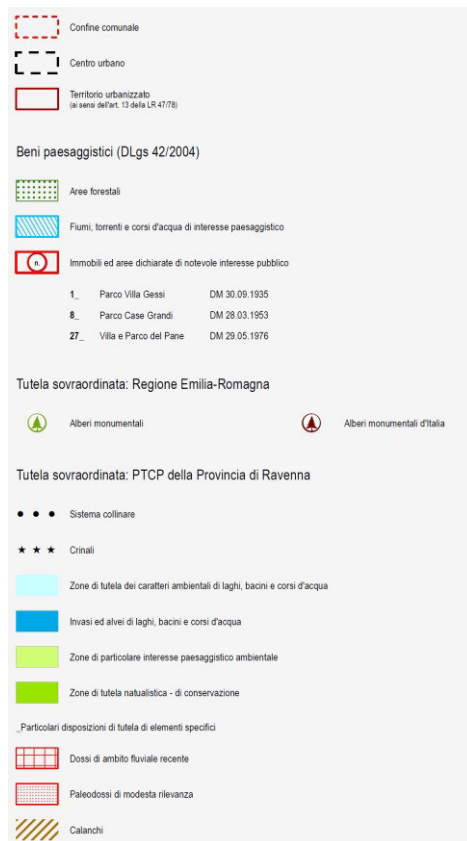 Confine comunale
Centro urbano
Territorio urbanizzato
(ai sensi dell'art. 13 della LR 47/78)
Beni paesaggistici (DLgs 42/2004)
Aree forestali
Fiumi, torrenti e corsi d'acqua di interesse paesaggistico
n.
Immobili ed aree dichiarate di notevole interesse pubblico
1_ Parco Villa Gessi DM 30.09.1935
8_ Parco Case Grandi DM 28.03.1953
27_ Villa e Parco del Pane DM 29.05.1976
Tutela sovraordinata: Regione Emilia-Romagna
Alberi monumentali
Alberi monumentali d'Italia
Tutela sovraordinata: PTCP della Provincia di Ravenna
Sistema collinare
Crinali
Zone di tutela dei caratteri ambientali di laghi, bacini e corsi d'acqua
Invasi ed alvei di laghi, bacini e corsi d'acqua
Zone di particolare interesse paesaggistico ambientale
Zone di tutela natualistica - di conservazione
_Particolari disposizioni di tutela di elementi specifici
Dossi di ambito fluviale recente
Paleodossi di modesta rilevanza
Calanchi